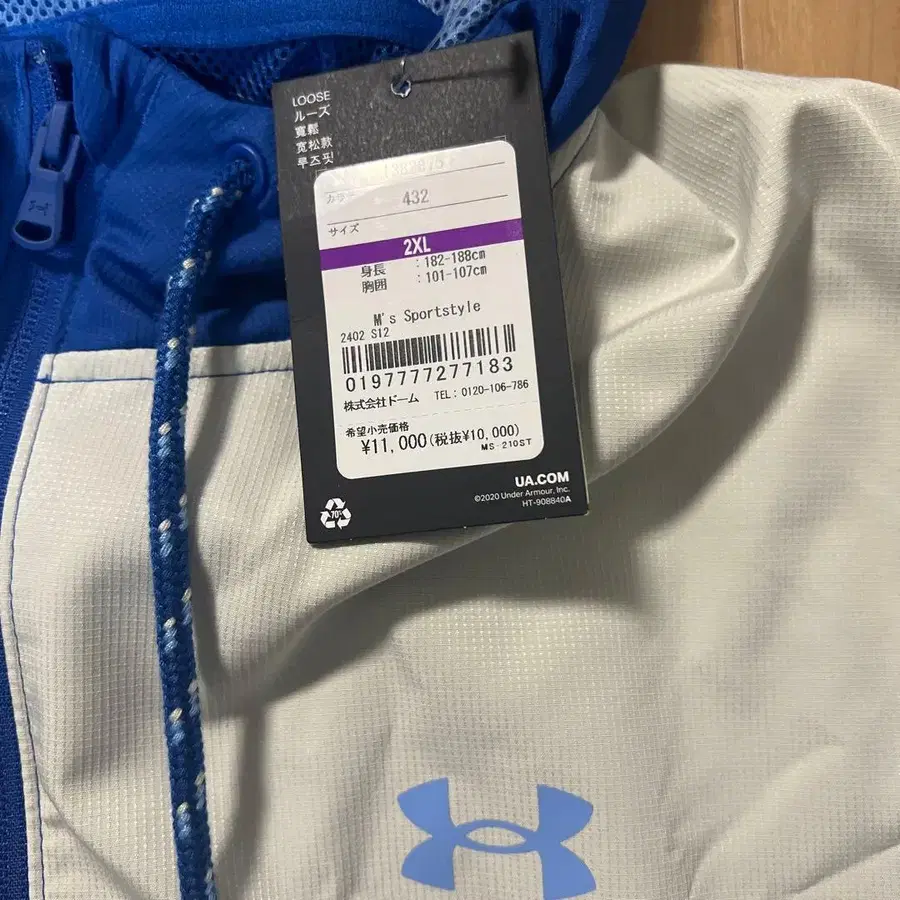 LOOSE
ルーズ
寬鬆
宽松款
루즈핏
432
サイズ
2XL
身長 : 182-188cm
胸囲 : 101-107cm
M's Sportstyle
2402 S12
0197777277183
株式会社ドーム TEL: 0120-106-786
希望小売価格
¥11,000(税抜¥10,000)
MS-210ST
UA.COM
©2020 Under Armour, Inc.
HT-908840A
70%